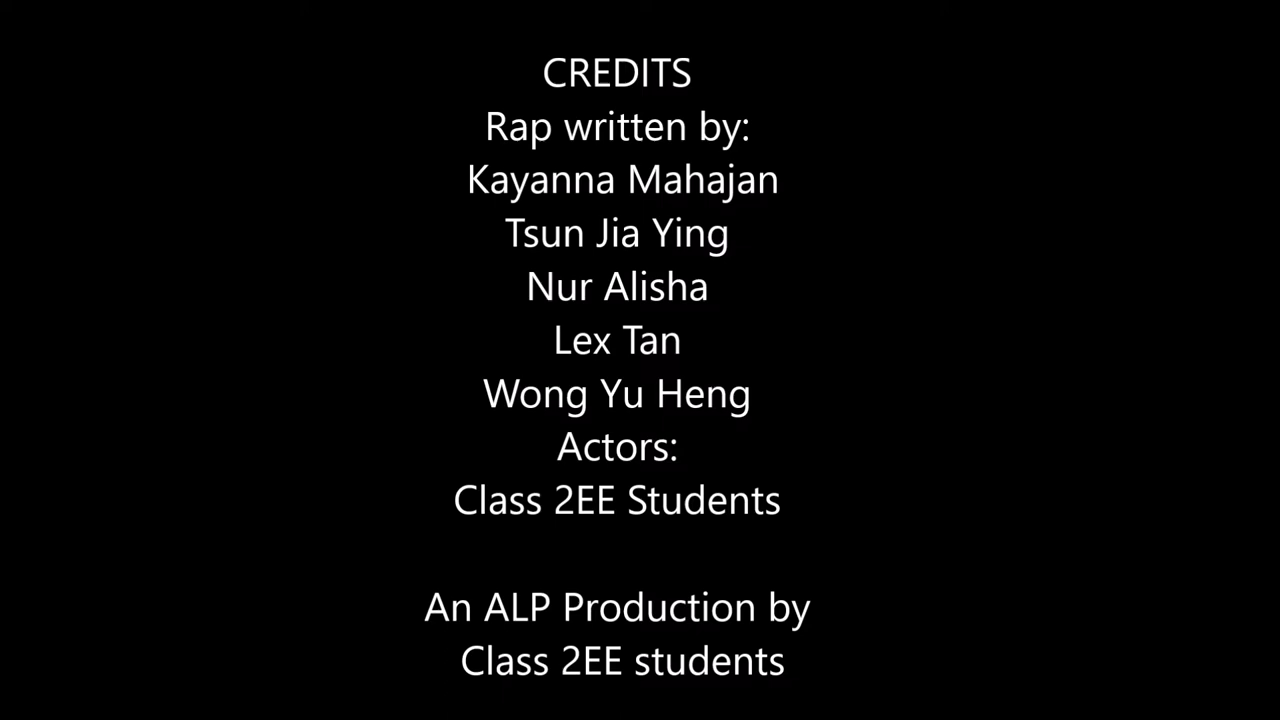 CREDITS
Rap written by:
Kayanna Mahajan
Tsun Jia Ying
Nur Alisha
Lex Tan
Wong Yu Heng
Actors:
Class 2EE Students
An ALP Production by
Class 2EE students